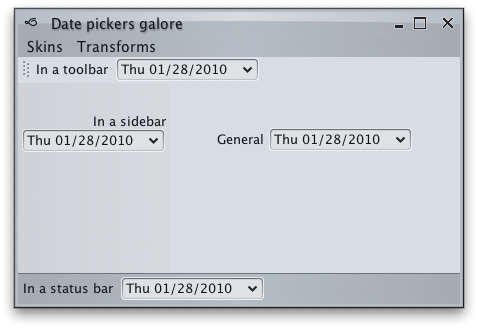 Date pickers galore
Skins Transforms
In a toolbar Thu 01/28/2010
In a sidebar
Thu 01/28/2010
General Thu 01/28/2010
In a status bar Thu 01/28/2010